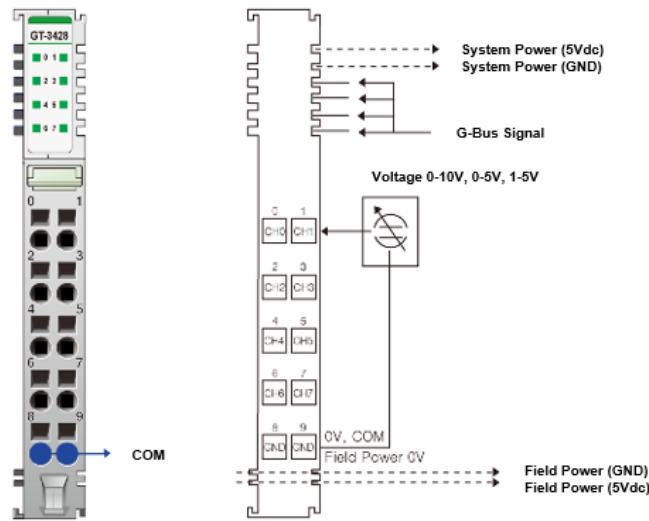 GT-3428
0 1
2 3
4 5
6 7
0 1
2 3
4 5
6 7
8 9
COM
System Power (5Vdc)
System Power (GND)
G-Bus Signal
Voltage 0-10V, 0-5V, 1-5V
0 1
CH0 CH1
2 3
CH2 CH3
4 5
CH4 CH5
6 7
CH6 CH7
8 9
GND GND
0V, COM
Field Power 0V
Field Power (GND)
Field Power (5Vdc)